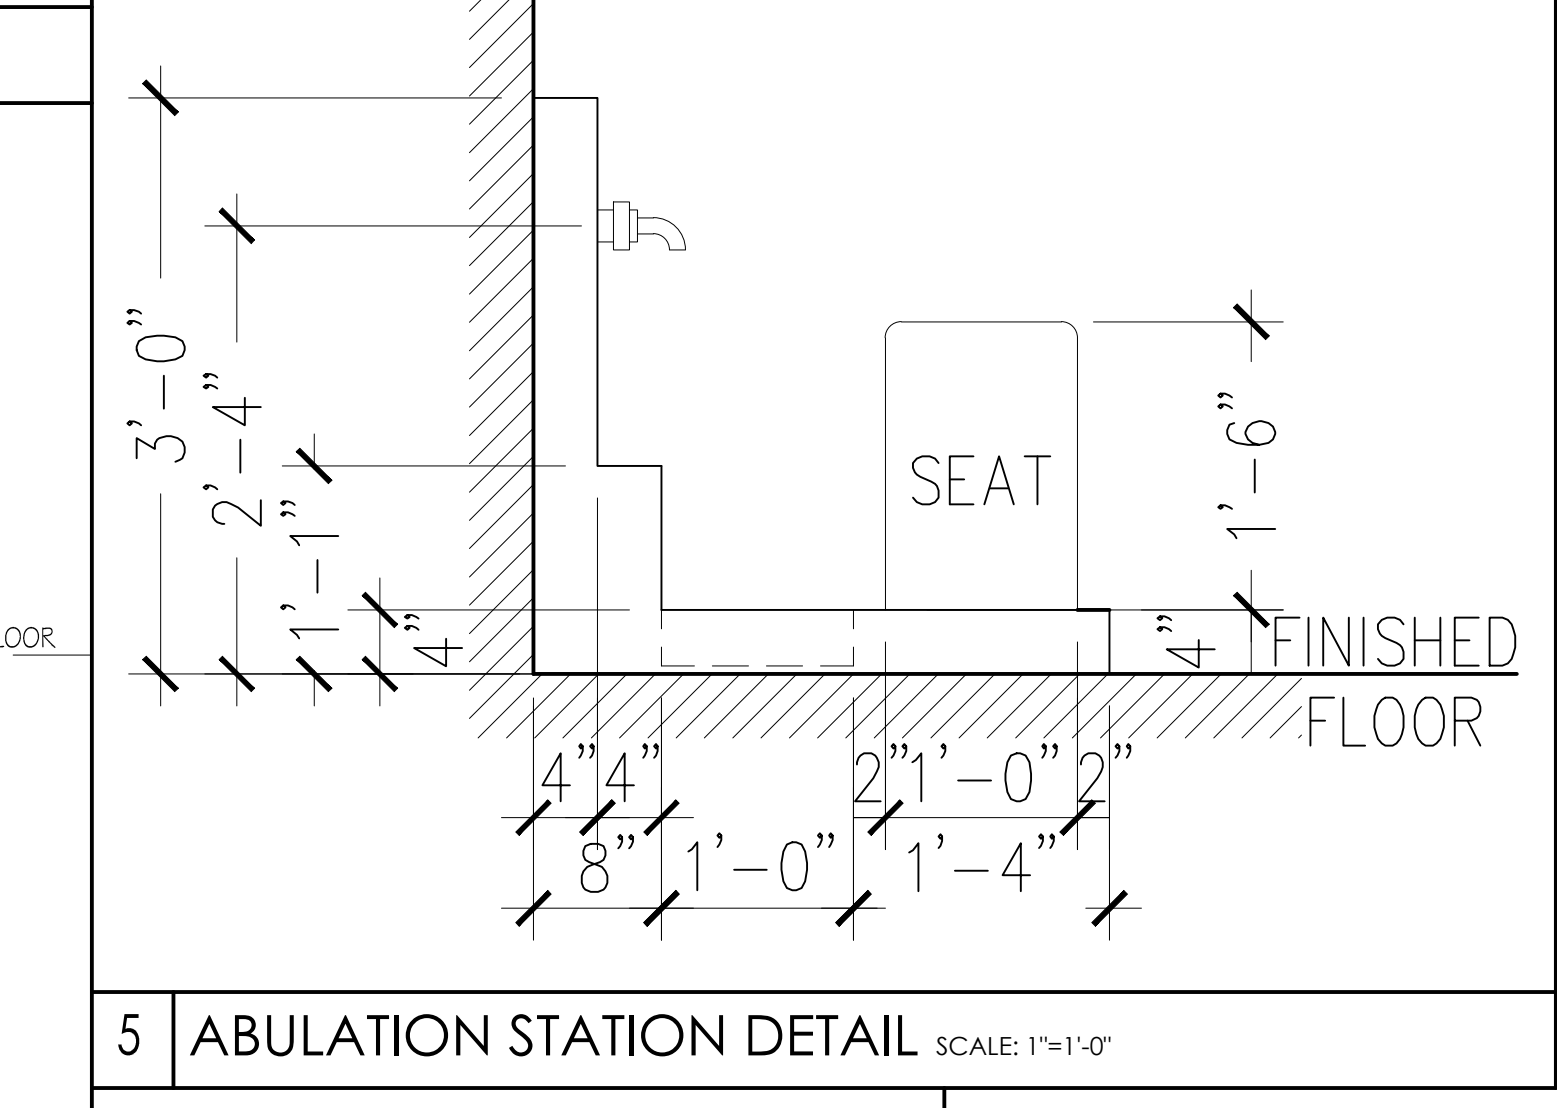 3'-0"
2'-4"
1'-1"
4"
SEAT
1'-6"
4"
FINISHED
FLOOR
LOOR
4" 4" 2" 1'-0" 2"
8" 1'-0" 1'-4"
5 ABULATION STATION DETAIL SCALE: 1"=1'-0"